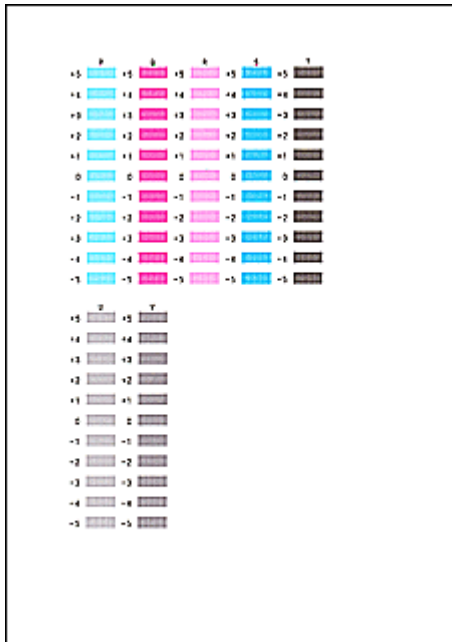 +5 +5 +5 +5 +5
+4 +4 +4 +4 +4
+3 +3 +3 +3 +3
+2 +2 +2 +2 +2
+1 +1 +1 +1 +1
0 0 0 0 0
-1 -1 -1 -1 -1
-2 -2 -2 -2 -2
-3 -3 -3 -3 -3
-4 -4 -4 -4 -4
-5 -5 -5 -5 -5
+5 +5
+4 +4
+3 +3
+2 +2
+1 +1
0 0
-1 -1
-2 -2
-3 -3
-4 -4
-5 -5